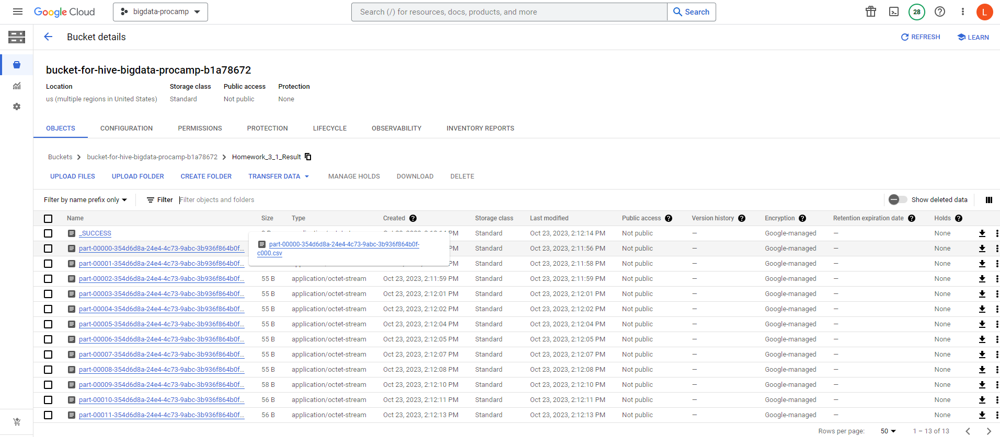 Google Cloud bigdata-procamp Search (/) for resources, docs, products, and more Search 28 L
Bucket details REFRESH LEARN
bucket-for-hive-bigdata-procamp-b1a78672
Location Storage class Public access Protection
us (multiple regions in United States) Standard Not public None
OBJECTS CONFIGURATION PERMISSIONS PROTECTION LIFECYCLE OBSERVABILITY INVENTORY REPORTS
Buckets bucket-for-hive-bigdata-procamp-b1a78672 Homework_3_1_Result
UPLOAD FILES UPLOAD FOLDER CREATE FOLDER TRANSFER DATA MANAGE HOLDS DOWNLOAD DELETE
Filter by name prefix only Filter Filter objects and folders Show deleted data
Name Size Type Created Storage class Last modified Public access Version history Encryption Retention expiration date Holds
_SUCCESS Standard Oct 23, 2023, 2:12:14 PM Not public — Google-managed — None
part-00000-354d6d8a-24e4-4c73-9abc-3b936f864b0f-
c000.csv
part-00000-354d6d8a-24e4-4c73-9abc-3b936f864b0f... PM Standard Oct 23, 2023, 2:11:56 PM Not public — Google-managed — None
part-00001-354d6d8a-24e4-4c73-9abc-3b936f864b0f... PM Standard Oct 23, 2023, 2:11:58 PM Not public — Google-managed — None
part-00002-354d6d8a-24e4-4c73-9abc-3b936f864b0f... 55 B application/octet-stream Oct 23, 2023, 2:11:59 PM Standard Oct 23, 2023, 2:11:59 PM Not public — Google-managed — None
part-00003-354d6d8a-24e4-4c73-9abc-3b936f864b0f... 55 B application/octet-stream Oct 23, 2023, 2:12:01 PM Standard Oct 23, 2023, 2:12:01 PM Not public — Google-managed — None
part-00004-354d6d8a-24e4-4c73-9abc-3b936f864b0f... 55 B application/octet-stream Oct 23, 2023, 2:12:02 PM Standard Oct 23, 2023, 2:12:02 PM Not public — Google-managed — None
part-00005-354d6d8a-24e4-4c73-9abc-3b936f864b0f... 55 B application/octet-stream Oct 23, 2023, 2:12:04 PM Standard Oct 23, 2023, 2:12:04 PM Not public — Google-managed — None
part-00006-354d6d8a-24e4-4c73-9abc-3b936f864b0f... 55 B application/octet-stream Oct 23, 2023, 2:12:05 PM Standard Oct 23, 2023, 2:12:05 PM Not public — Google-managed — None
part-00007-354d6d8a-24e4-4c73-9abc-3b936f864b0f... 55 B application/octet-stream Oct 23, 2023, 2:12:07 PM Standard Oct 23, 2023, 2:12:07 PM Not public — Google-managed — None
part-00008-354d6d8a-24e4-4c73-9abc-3b936f864b0f... 55 B application/octet-stream Oct 23, 2023, 2:12:08 PM Standard Oct 23, 2023, 2:12:08 PM Not public — Google-managed — None
part-00009-354d6d8a-24e4-4c73-9abc-3b936f864b0f... 58 B application/octet-stream Oct 23, 2023, 2:12:10 PM Standard Oct 23, 2023, 2:12:10 PM Not public — Google-managed — None
part-00010-354d6d8a-24e4-4c73-9abc-3b936f864b0f... 56 B application/octet-stream Oct 23, 2023, 2:12:11 PM Standard Oct 23, 2023, 2:12:11 PM Not public — Google-managed — None
part-00011-354d6d8a-24e4-4c73-9abc-3b936f864b0f... 56 B application/octet-stream Oct 23, 2023, 2:12:13 PM Standard Oct 23, 2023, 2:12:13 PM Not public — Google-managed — None
Rows per page: 50 1 – 13 of 13